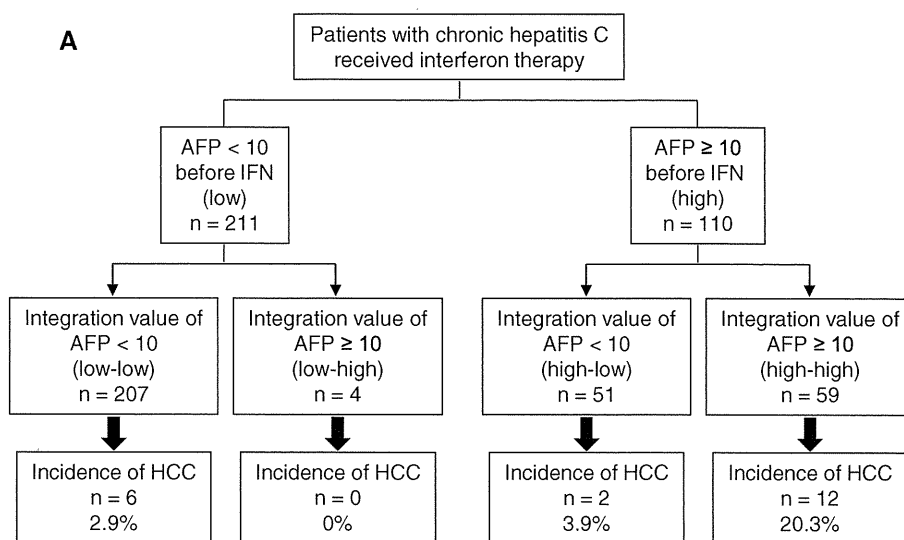 A
Patients with chronic hepatitis C
received interferon therapy
AFP < 10
before IFN
(low)
n = 211
AFP ≥ 10
before IFN
(high)
n = 110
Integration value of
AFP < 10
(low-low)
n = 207
Integration value of
AFP ≥ 10
(low-high)
n = 4
Integration value of
AFP < 10
(high-low)
n = 51
Integration value of
AFP ≥ 10
(high-high)
n = 59
Incidence of HCC
n = 6
2.9%
Incidence of HCC
n = 0
0%
Incidence of HCC
n = 2
3.9%
Incidence of HCC
n = 12
20.3%